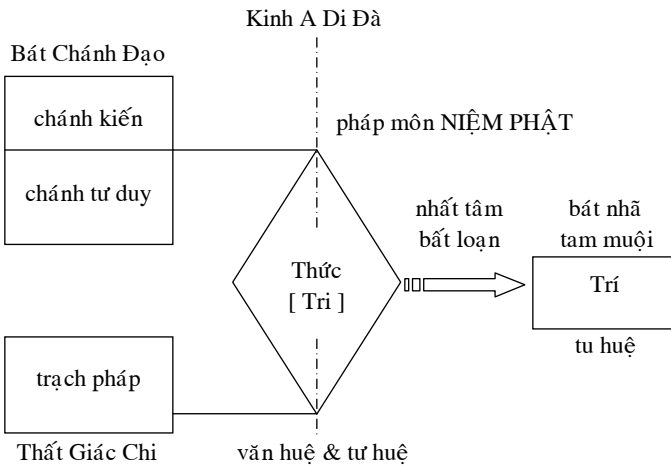 Kinh A Di Đà
Bát Chánh Đạo
chánh kiến
pháp môn NIỆM PHẬT
chánh tư duy
nhất tâm
bất loạn
bát nhã
tam muội
Thức
[ Tri ]
Trí
tu huệ
trạch pháp
Thất Giác Chi
văn huệ & tư huệ